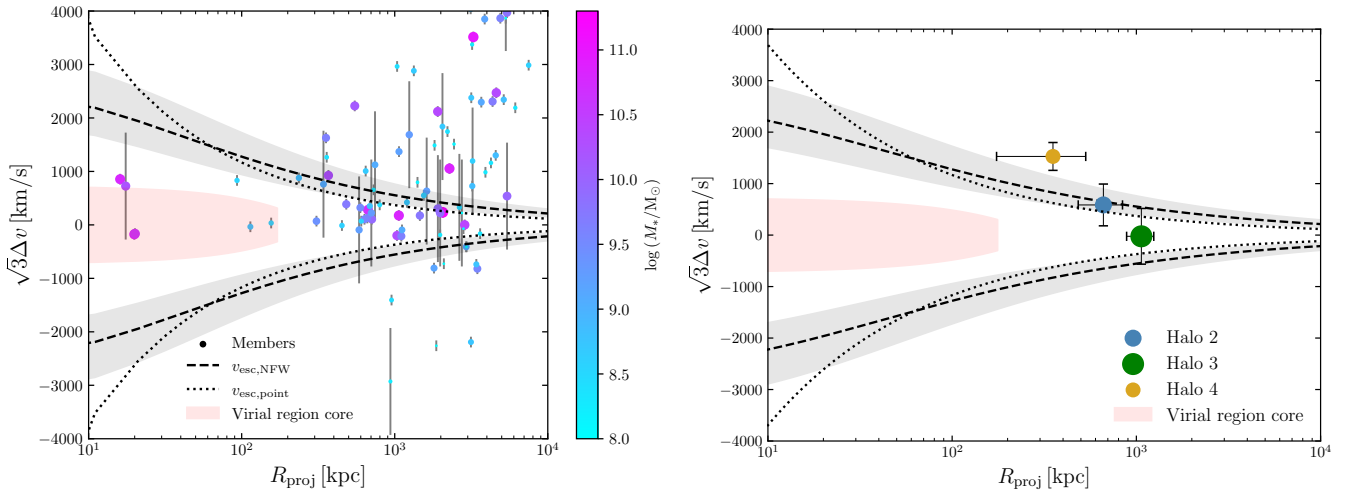 4000
3000
2000
1000
0
−1000
−2000
−3000
−4000
√3Δv [km/s]
10^1
10^2
10^3
10^4
R_proj [kpc]
Members
v_esc,NFW
v_esc,point
Virial region core
11.0
10.5
10.0
9.5
9.0
8.5
8.0
log (M_*/M_⊙)
4000
3000
2000
1000
0
−1000
−2000
−3000
−4000
√3Δv [km/s]
10^1
10^2
10^3
10^4
R_proj [kpc]
Halo 2
Halo 3
Halo 4
Virial region core